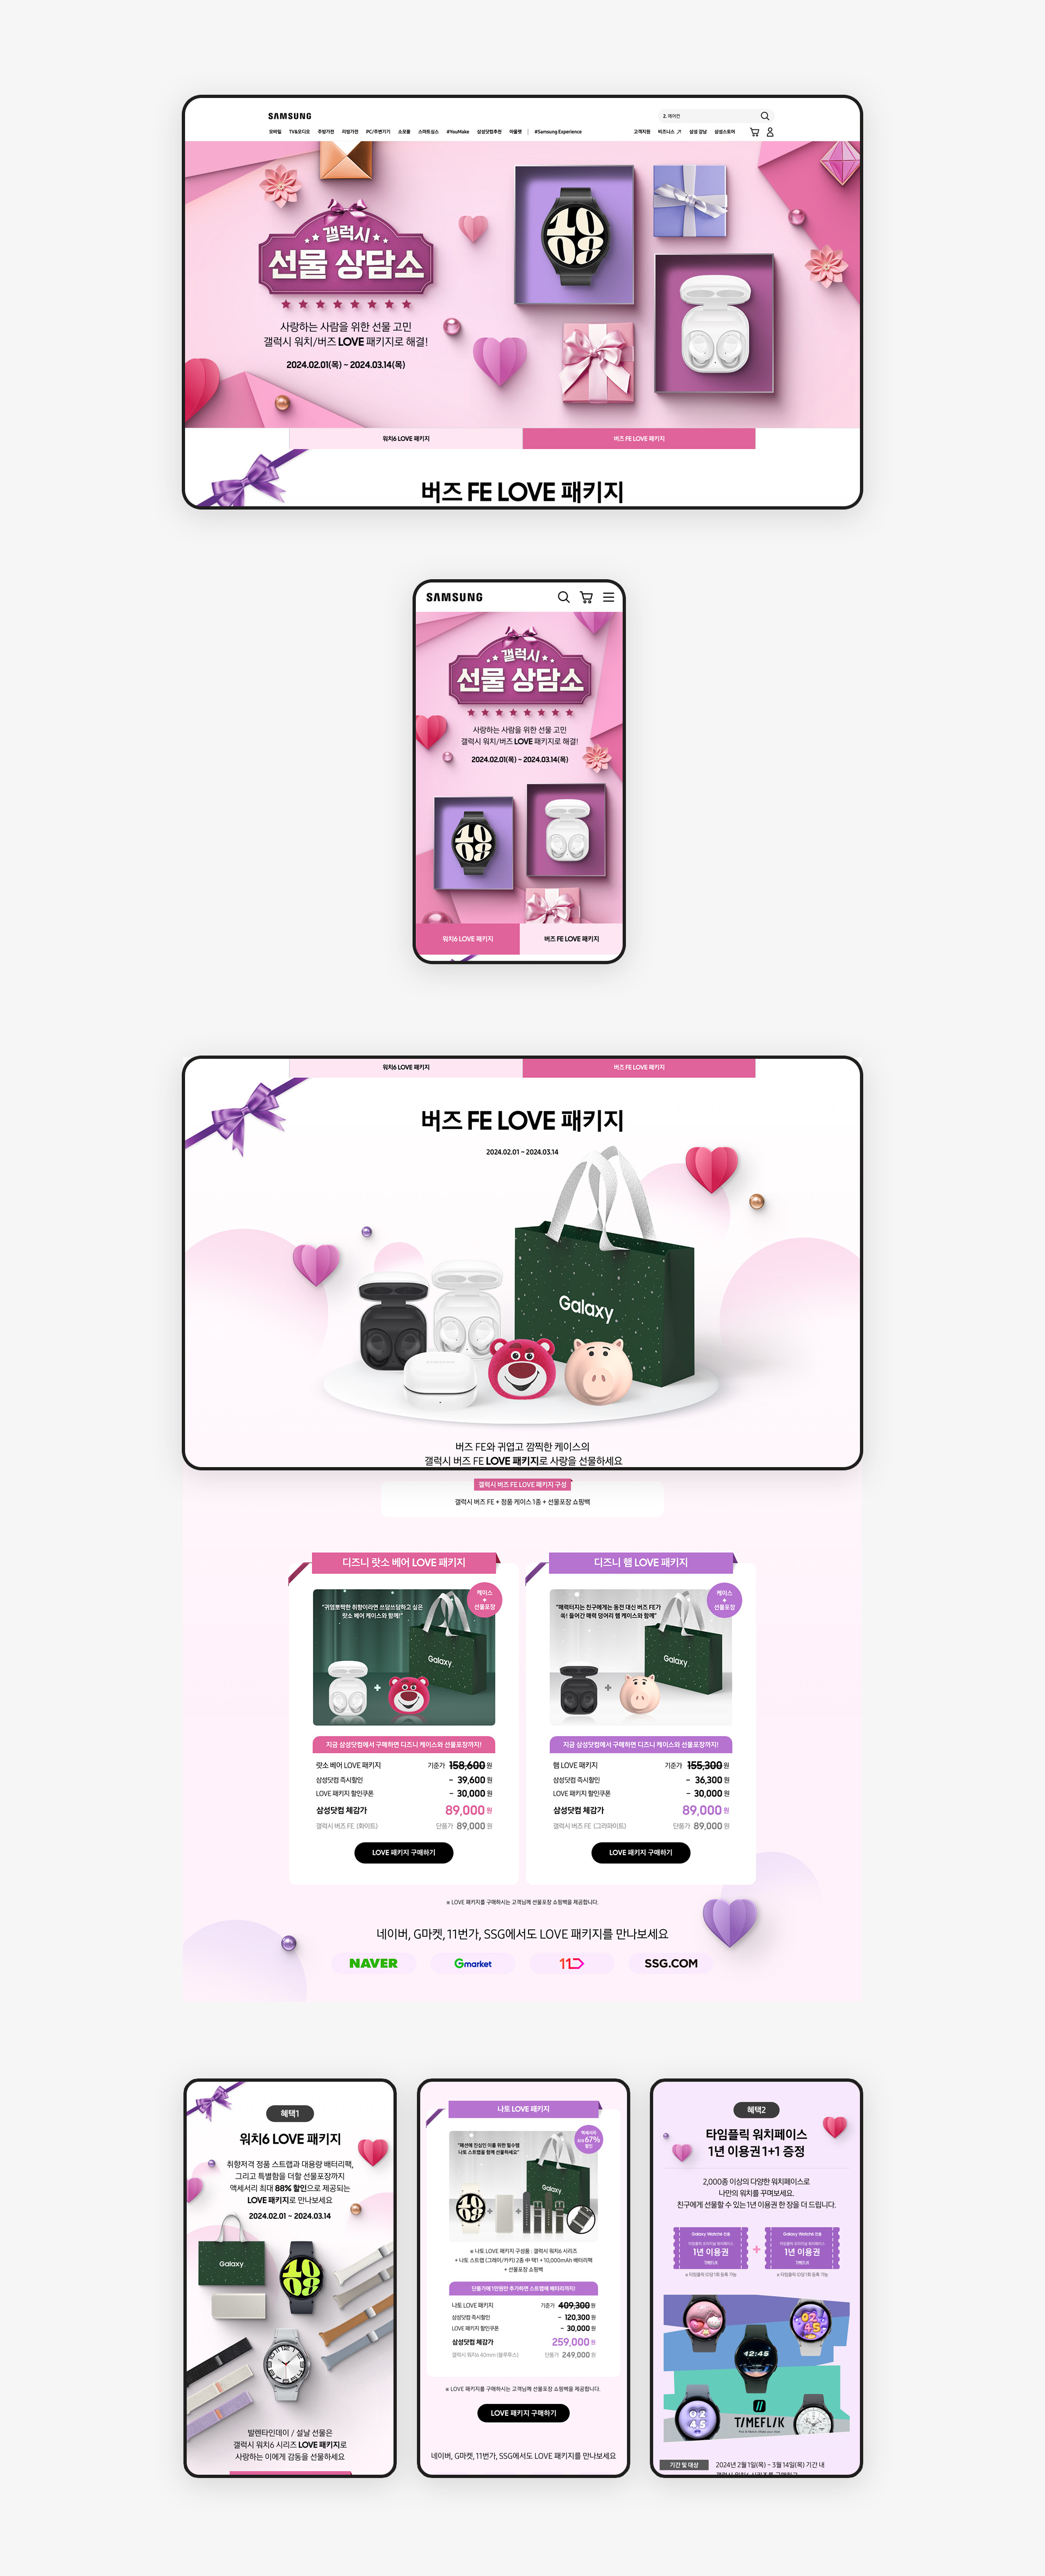 SAMSUNG
2. 에어컨
모바일 TV&오디오 주방가전 리빙가전 PC/주변기기 소모품 스마트싱스 #YouMake 삼성닷컴추천 아울렛 | #Samsung Experience 고객지원 비즈니스 삼성 강남 삼성스토어
갤럭시
선물 상담소
사랑하는 사람을 위한 선물 고민
갤럭시 워치/버즈 LOVE 패키지로 해결!
2024.02.01(목) ~ 2024.03.14(목)
워치6 LOVE 패키지
버즈 FE LOVE 패키지
버즈 FE LOVE 패키지
SAMSUNG
갤럭시
선물 상담소
사랑하는 사람을 위한 선물 고민
갤럭시 워치/버즈 LOVE 패키지로 해결!
2024.02.01(목) ~ 2024.03.14(목)
워치6 LOVE 패키지
버즈 FE LOVE 패키지
워치6 LOVE 패키지
버즈 FE LOVE 패키지
버즈 FE LOVE 패키지
2024.02.01 ~ 2024.03.14
Galaxy
버즈 FE와 귀엽고 깜찍한 케이스의
갤럭시 버즈 FE LOVE 패키지로 사랑을 선물하세요
갤럭시 버즈 FE LOVE 패키지 구성
갤럭시 버즈 FE + 정품 케이스 1종 + 선물포장 쇼핑백
디즈니 랏소 베어 LOVE 패키지
케이스
+
선물포장
"귀염뽀짝한 취향이라면 쓰담쓰담하고 싶은
랏소 베어 케이스와 함께!"
Galaxy
+
지금 삼성닷컴에서 구매하면 디즈니 케이스와 선물포장까지!
랏소 베어 LOVE 패키지 기준가 158,600 원
삼성닷컴 즉시할인 - 39,600 원
LOVE 패키지 할인쿠폰 - 30,000 원
삼성닷컴 체감가 89,000 원
갤럭시 버즈 FE (화이트) 단품가 89,000 원
LOVE 패키지 구매하기
디즈니 햄 LOVE 패키지
케이스
+
선물포장
"매력터지는 친구에게는 동전 대신 버즈 FE가
쏙! 들어간 매력 덩어리 햄 케이스와 함께"
Galaxy
+
지금 삼성닷컴에서 구매하면 디즈니 케이스와 선물포장까지!
햄 LOVE 패키지 기준가 155,300 원
삼성닷컴 즉시할인 - 36,300 원
LOVE 패키지 할인쿠폰 - 30,000 원
삼성닷컴 체감가 89,000 원
갤럭시 버즈 FE (그라파이트) 단품가 89,000 원
LOVE 패키지 구매하기
※ LOVE 패키지를 구매하시는 고객님께 선물포장 쇼핑백을 제공합니다.
네이버, G마켓, 11번가, SSG에서도 LOVE 패키지를 만나보세요
NAVER
Gmarket
11
SSG.COM
혜택1
워치6 LOVE 패키지
취향저격 정품 스트랩과 대용량 배터리팩,
그리고 특별함을 더할 선물포장까지
액세서리 최대 88% 할인으로 제공되는
LOVE 패키지로 만나보세요
2024.02.01 ~ 2024.03.14
Galaxy
발렌타인데이 / 설날 선물은
갤럭시 워치6 시리즈 LOVE 패키지로
사랑하는 이에게 감동을 선물하세요
나토 LOVE 패키지
액세서리
최대 67%
할인
"패션에 진심인 이를 위한 필수템
나토 스트랩을 함께 선물하세요"
Galaxy
※ 나토 LOVE 패키지 구성품 : 갤럭시 워치6 시리즈
+ 나토 스트랩 (그레이/카키) 2종 中 택1 + 10,000mAh 배터리팩
+ 선물포장 쇼핑백
단품가에 1만원만 추가하면 스트랩에 배터리까지!
나토 LOVE 패키지 기준가 409,300 원
삼성닷컴 즉시할인 - 120,300 원
LOVE 패키지 할인쿠폰 - 30,000 원
삼성닷컴 체감가 259,000 원
갤럭시 워치6 40mm (블루투스) 단품가 249,000 원
※ LOVE 패키지를 구매하시는 고객님께 선물포장 쇼핑백을 제공합니다.
LOVE 패키지 구매하기
네이버, G마켓, 11번가, SSG에서도 LOVE 패키지를 만나보세요
혜택2
타임플릭 워치페이스
1년 이용권 1+1 증정
2,000종 이상의 다양한 워치페이스로
나만의 워치를 꾸며보세요.
친구에게 선물할 수 있는 1년 이용권 한 장을 더 드립니다.
Galaxy Watch6 전용
1년 이용권
TIMEFLIK
+
Galaxy Watch6 전용
1년 이용권
TIMEFLIK
※ 타임플릭 ID당 1회 등록 가능
※ 타임플릭 ID당 1회 등록 가능
12:45
TIMEFLIK
기간 및 대상
2024년 2월 1일(목) ~ 3월 14일(목) 기간 내